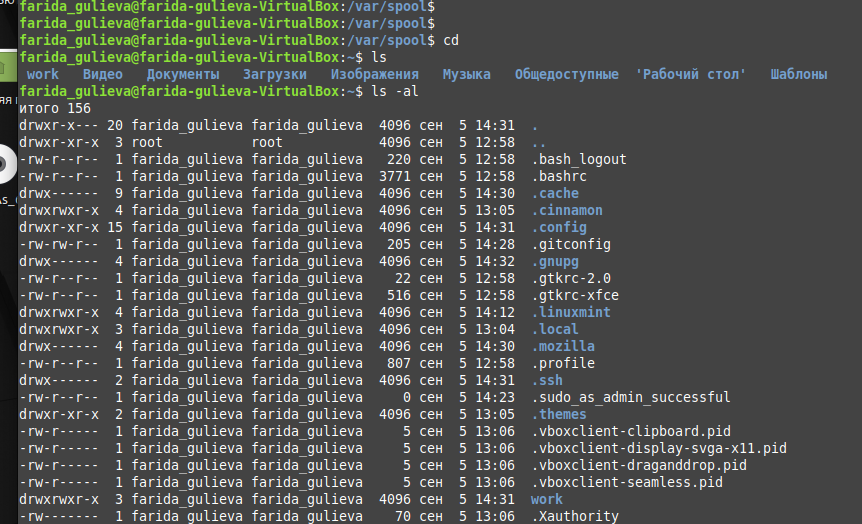 farida_gulieva@farida-gulieva-VirtualBox:/var/spool$
farida_gulieva@farida-gulieva-VirtualBox:/var/spool$
farida_gulieva@farida-gulieva-VirtualBox:/var/spool$ cd
farida_gulieva@farida-gulieva-VirtualBox:~$ ls
work Видео Документы Загрузки Изображения Музыка Общедоступные 'Рабочий стол' Шаблоны
farida_gulieva@farida-gulieva-VirtualBox:~$ ls -al
итого 156
drwxr-x--- 20 farida_gulieva farida_gulieva 4096 сен 5 14:31 .
drwxr-xr-x 3 root root 4096 сен 5 12:58 ..
-rw-r--r-- 1 farida_gulieva farida_gulieva 220 сен 5 12:58 .bash_logout
-rw-r--r-- 1 farida_gulieva farida_gulieva 3771 сен 5 12:58 .bashrc
drwx------ 9 farida_gulieva farida_gulieva 4096 сен 5 14:30 .cache
drwxrwxr-x 4 farida_gulieva farida_gulieva 4096 сен 5 13:05 .cinnamon
drwxr-xr-x 15 farida_gulieva farida_gulieva 4096 сен 5 14:31 .config
-rw-rw-r-- 1 farida_gulieva farida_gulieva 205 сен 5 14:28 .gitconfig
drwx------ 4 farida_gulieva farida_gulieva 4096 сен 5 14:32 .gnupg
-rw-r--r-- 1 farida_gulieva farida_gulieva 22 сен 5 12:58 .gtkrc-2.0
-rw-r--r-- 1 farida_gulieva farida_gulieva 516 сен 5 12:58 .gtkrc-xfce
drwxrwxr-x 4 farida_gulieva farida_gulieva 4096 сен 5 14:12 .linuxmint
drwxrwxr-x 3 farida_gulieva farida_gulieva 4096 сен 5 13:04 .local
drwx------ 4 farida_gulieva farida_gulieva 4096 сен 5 14:30 .mozilla
-rw-r--r-- 1 farida_gulieva farida_gulieva 807 сен 5 12:58 .profile
drwx------ 2 farida_gulieva farida_gulieva 4096 сен 5 14:31 .ssh
-rw-r--r-- 1 farida_gulieva farida_gulieva 0 сен 5 14:23 .sudo_as_admin_successful
drwxr-xr-x 2 farida_gulieva farida_gulieva 4096 сен 5 13:05 .themes
-rw-r----- 1 farida_gulieva farida_gulieva 5 сен 5 13:06 .vboxclient-clipboard.pid
-rw-r----- 1 farida_gulieva farida_gulieva 5 сен 5 13:06 .vboxclient-display-svga-x11.pid
-rw-r----- 1 farida_gulieva farida_gulieva 5 сен 5 13:06 .vboxclient-draganddrop.pid
-rw-r----- 1 farida_gulieva farida_gulieva 5 сен 5 13:06 .vboxclient-seamless.pid
drwxrwxr-x 3 farida_gulieva farida_gulieva 4096 сен 5 14:31 work
-rw------- 1 farida_gulieva farida_gulieva 70 сен 5 13:06 .Xauthority